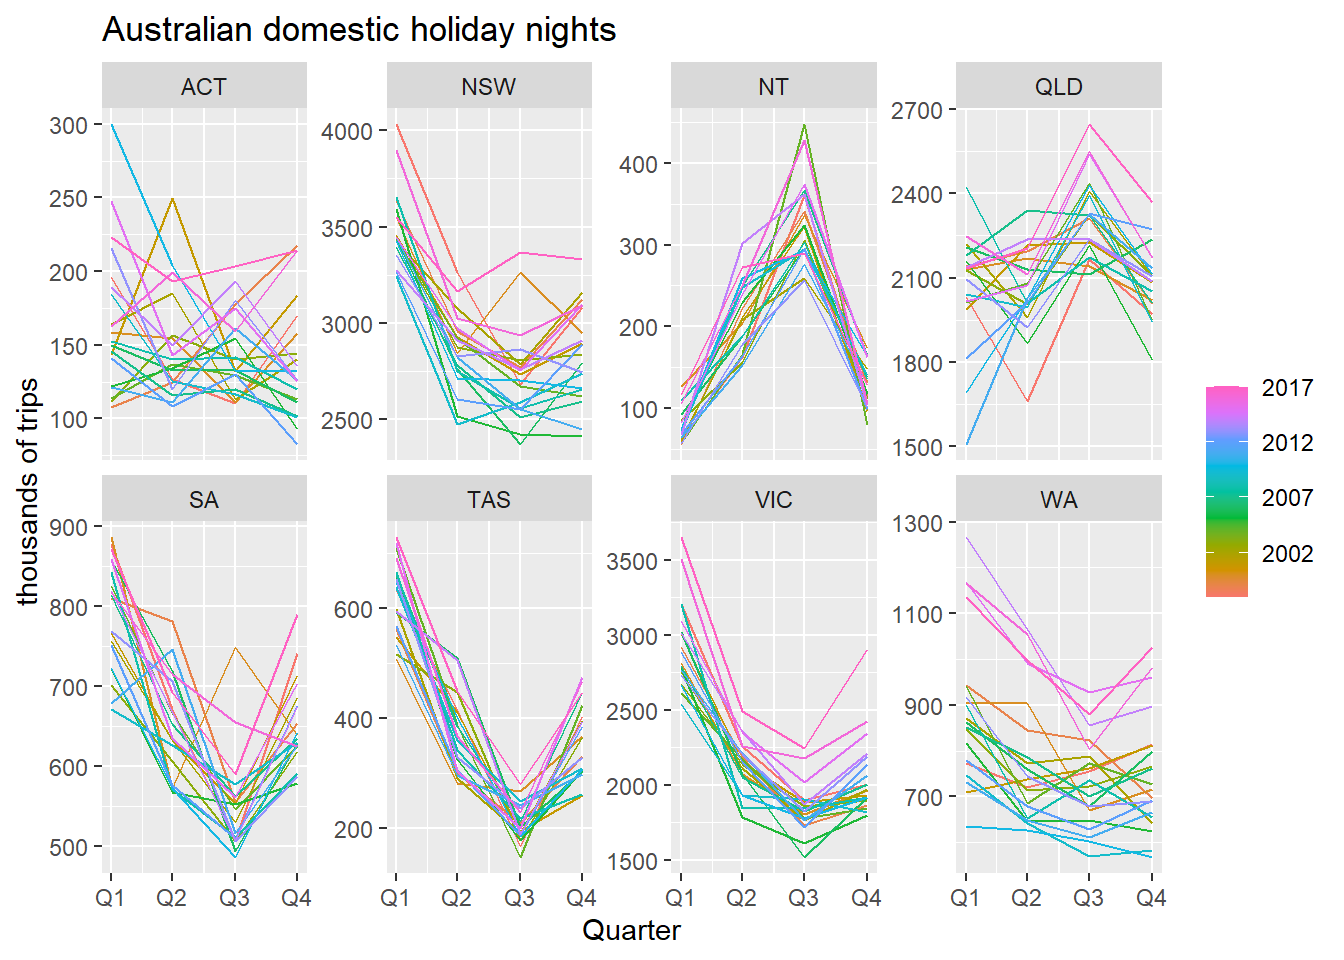 Australian domestic holiday nights
ACT
NSW
NT
QLD
300
250
200
150
100
4000
3500
3000
2500
400
300
200
100
2700
2400
2100
1800
1500
SA
TAS
VIC
WA
900
800
700
600
500
600
400
200
3500
3000
2500
2000
1500
1300
1100
900
700
Q1 Q2 Q3 Q4
Q1 Q2 Q3 Q4
Q1 Q2 Q3 Q4
Q1 Q2 Q3 Q4
Quarter
thousands of trips
2017
2012
2007
2002